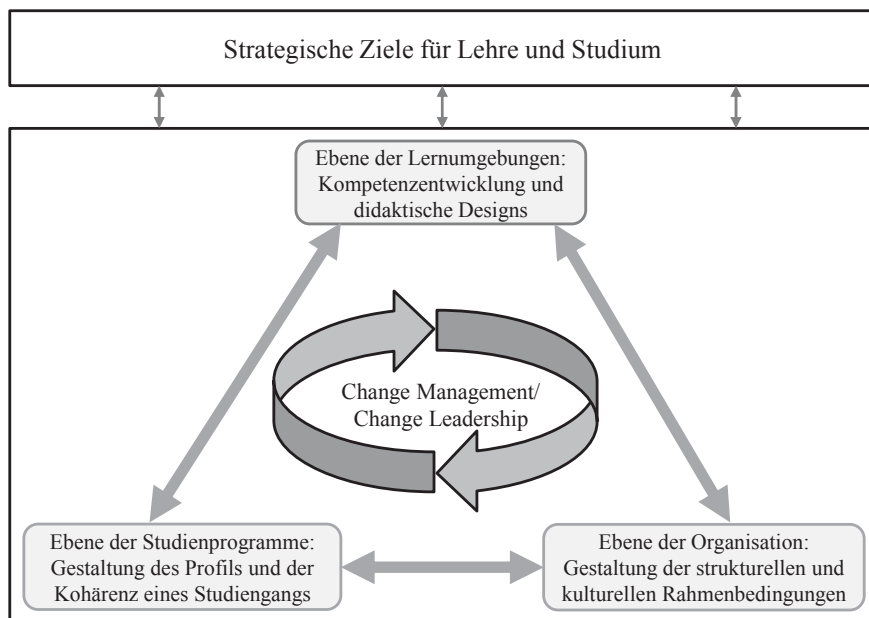 Strategische Ziele für Lehre und Studium
Ebene der Lernumgebungen:
Kompetenzentwicklung und
didaktische Designs
Change Management/
Change Leadership
Ebene der Studienprogramme:
Gestaltung des Profils und der
Kohärenz eines Studiengangs
Ebene der Organisation:
Gestaltung der strukturellen und
kulturellen Rahmenbedingungen